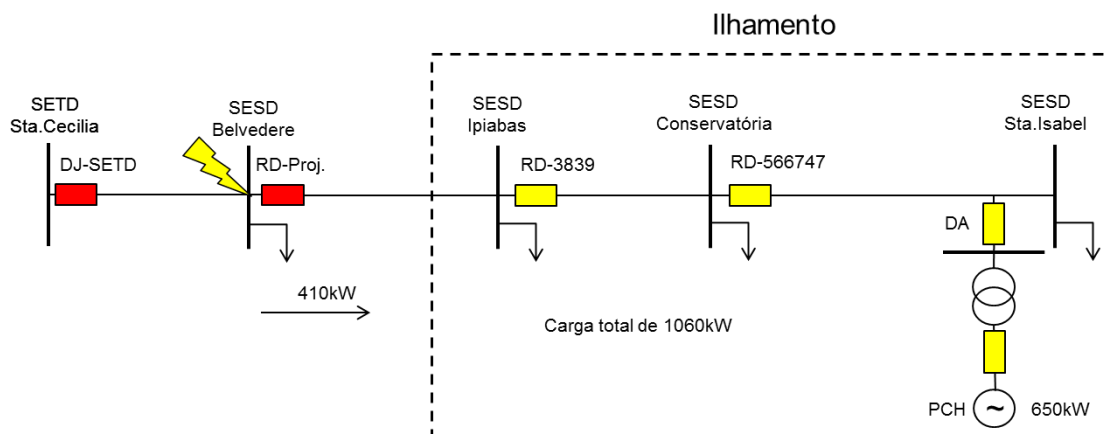 Ilhamento
SETD
Sta.Cecilia
SESD
Belvedere
SESD
Ipiabas
SESD
Conservatória
SESD
Sta.Isabel
DJ-SETD
RD-Proj.
RD-3839
RD-566747
DA
410kW
Carga total de 1060kW
PCH
~
650kW